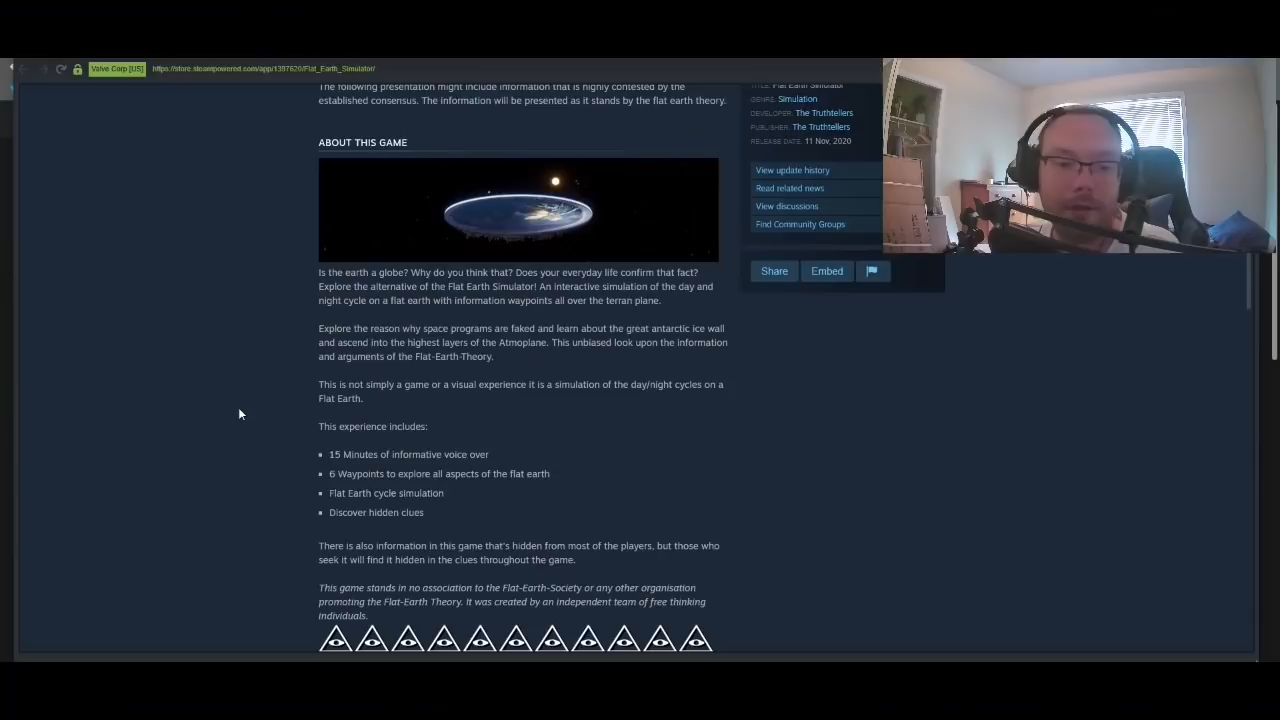 Valve Corp [US] https://store.steampowered.com/app/1397620/Flat_Earth_Simulator/
The following presentation might include information that is highly contested by the
established consensus. The information will be presented as it stands by the flat earth theory.
ABOUT THIS GAME
Is the earth a globe? Why do you think that? Does your everyday life confirm that fact?
Explore the alternative of the Flat Earth Simulator! An interactive simulation of the day and
night cycle on a flat earth with information waypoints all over the terran plane.
Explore the reason why space programs are faked and learn about the great antarctic ice wall
and ascend into the highest layers of the Atmoplane. This unbiased look upon the information
and arguments of the Flat-Earth-Theory.
This is not simply a game or a visual experience it is a simulation of the day/night cycles on a
Flat Earth.
This experience includes:
15 Minutes of informative voice over
6 Waypoints to explore all aspects of the flat earth
Flat Earth cycle simulation
Discover hidden clues
There is also information in this game that's hidden from most of the players, but those who
seek it will find it hidden in the clues throughout the game.
This game stands in no association to the Flat-Earth-Society or any other organisation
promoting the Flat-Earth Theory. It was created by an independent team of free thinking
individuals.
TITLE: Flat Earth Simulator
GENRE: Simulation
DEVELOPER: The Truthtellers
PUBLISHER: The Truthtellers
RELEASE DATE: 11 Nov, 2020
View update history
Read related news
View discussions
Find Community Groups
Share Embed